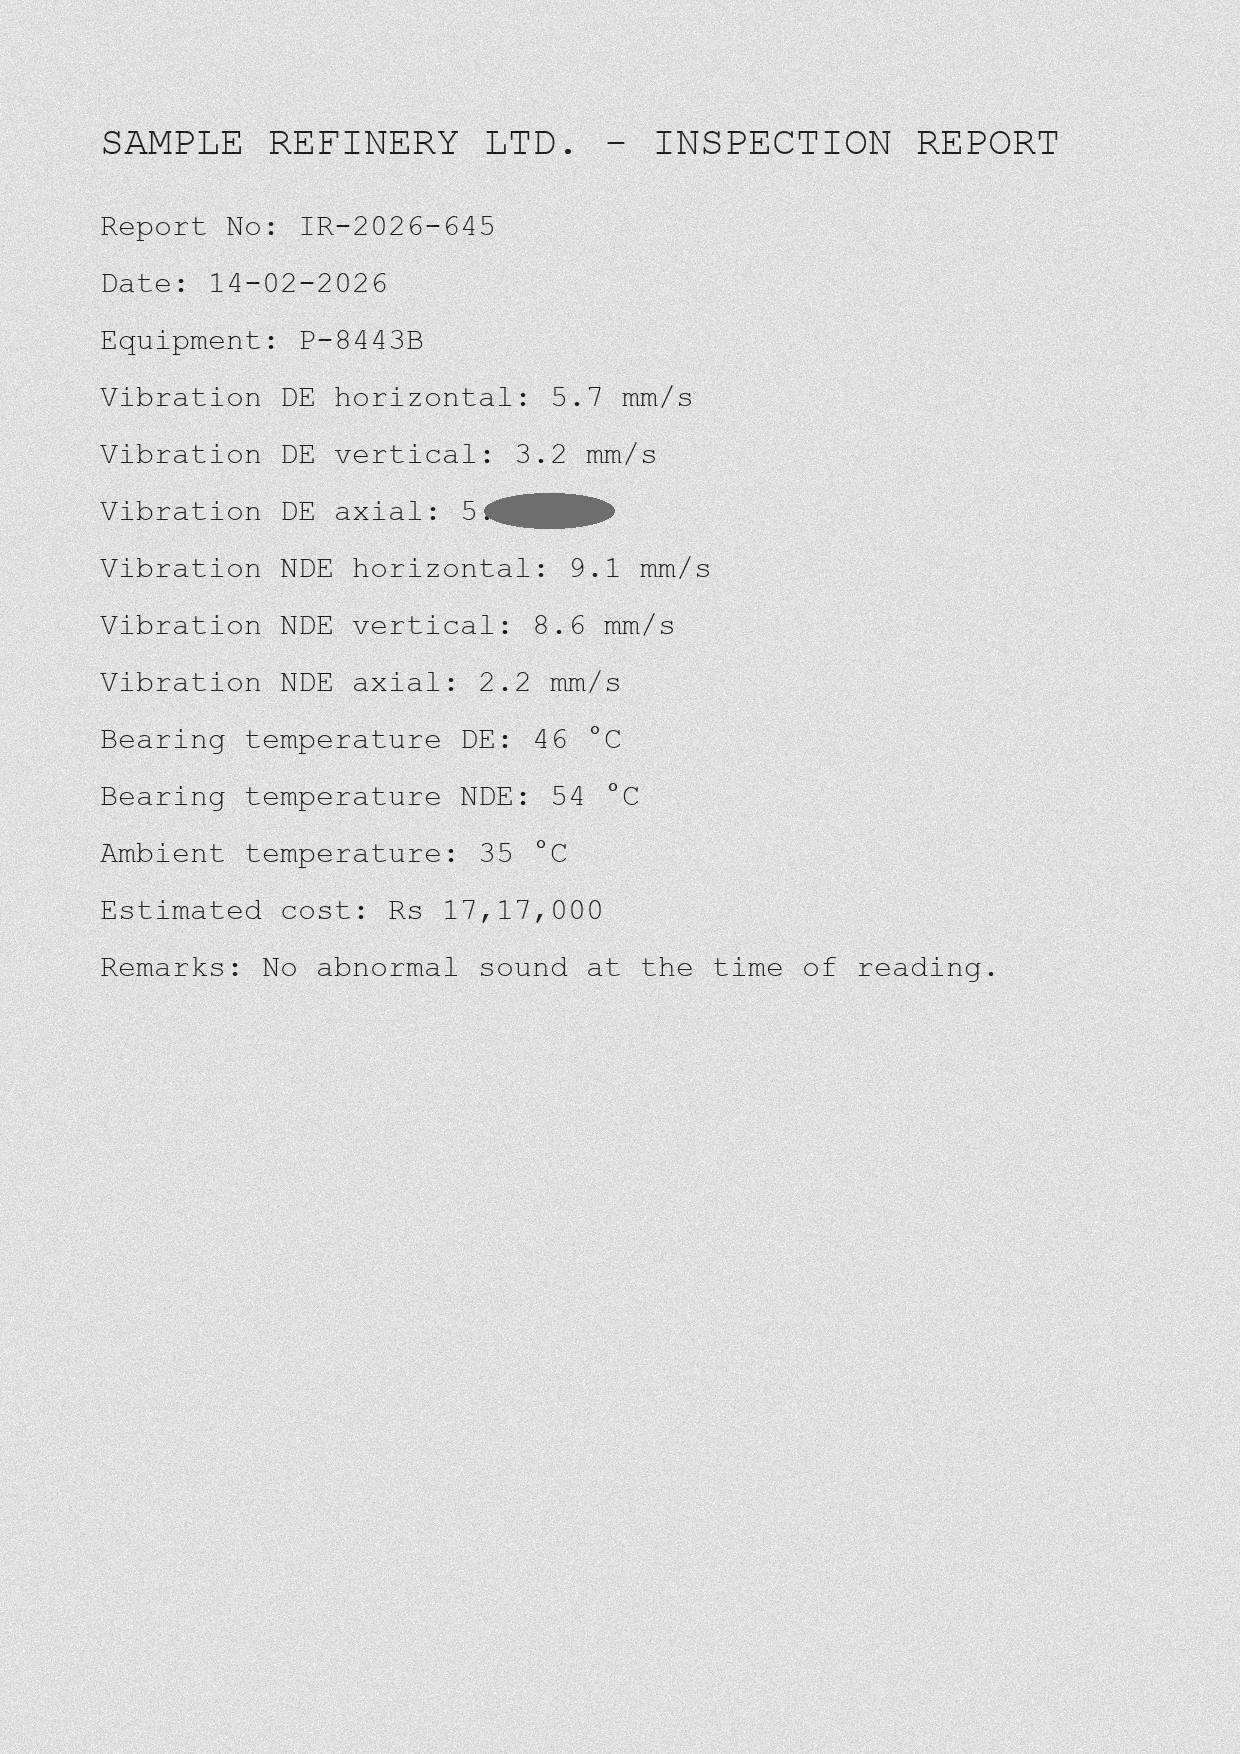 SAMPLE REFINERY LTD. - INSPECTION REPORT
Report No: IR-2026-645
Date: 14-02-2026
Equipment: P-8443B
Vibration DE horizontal: 5.7 mm/s
Vibration DE vertical: 3.2 mm/s
Vibration DE axial:
Vibration NDE horizontal: 9.1 mm/s
Vibration NDE vertical: 8.6 mm/s
Vibration NDE axial: 2.2 mm/s
Bearing temperature DE: 46 °C
Bearing temperature NDE: 54 °C
Ambient temperature: 35 °C
Estimated cost: Rs 17,17,000
Remarks: No abnormal sound at the time of reading.